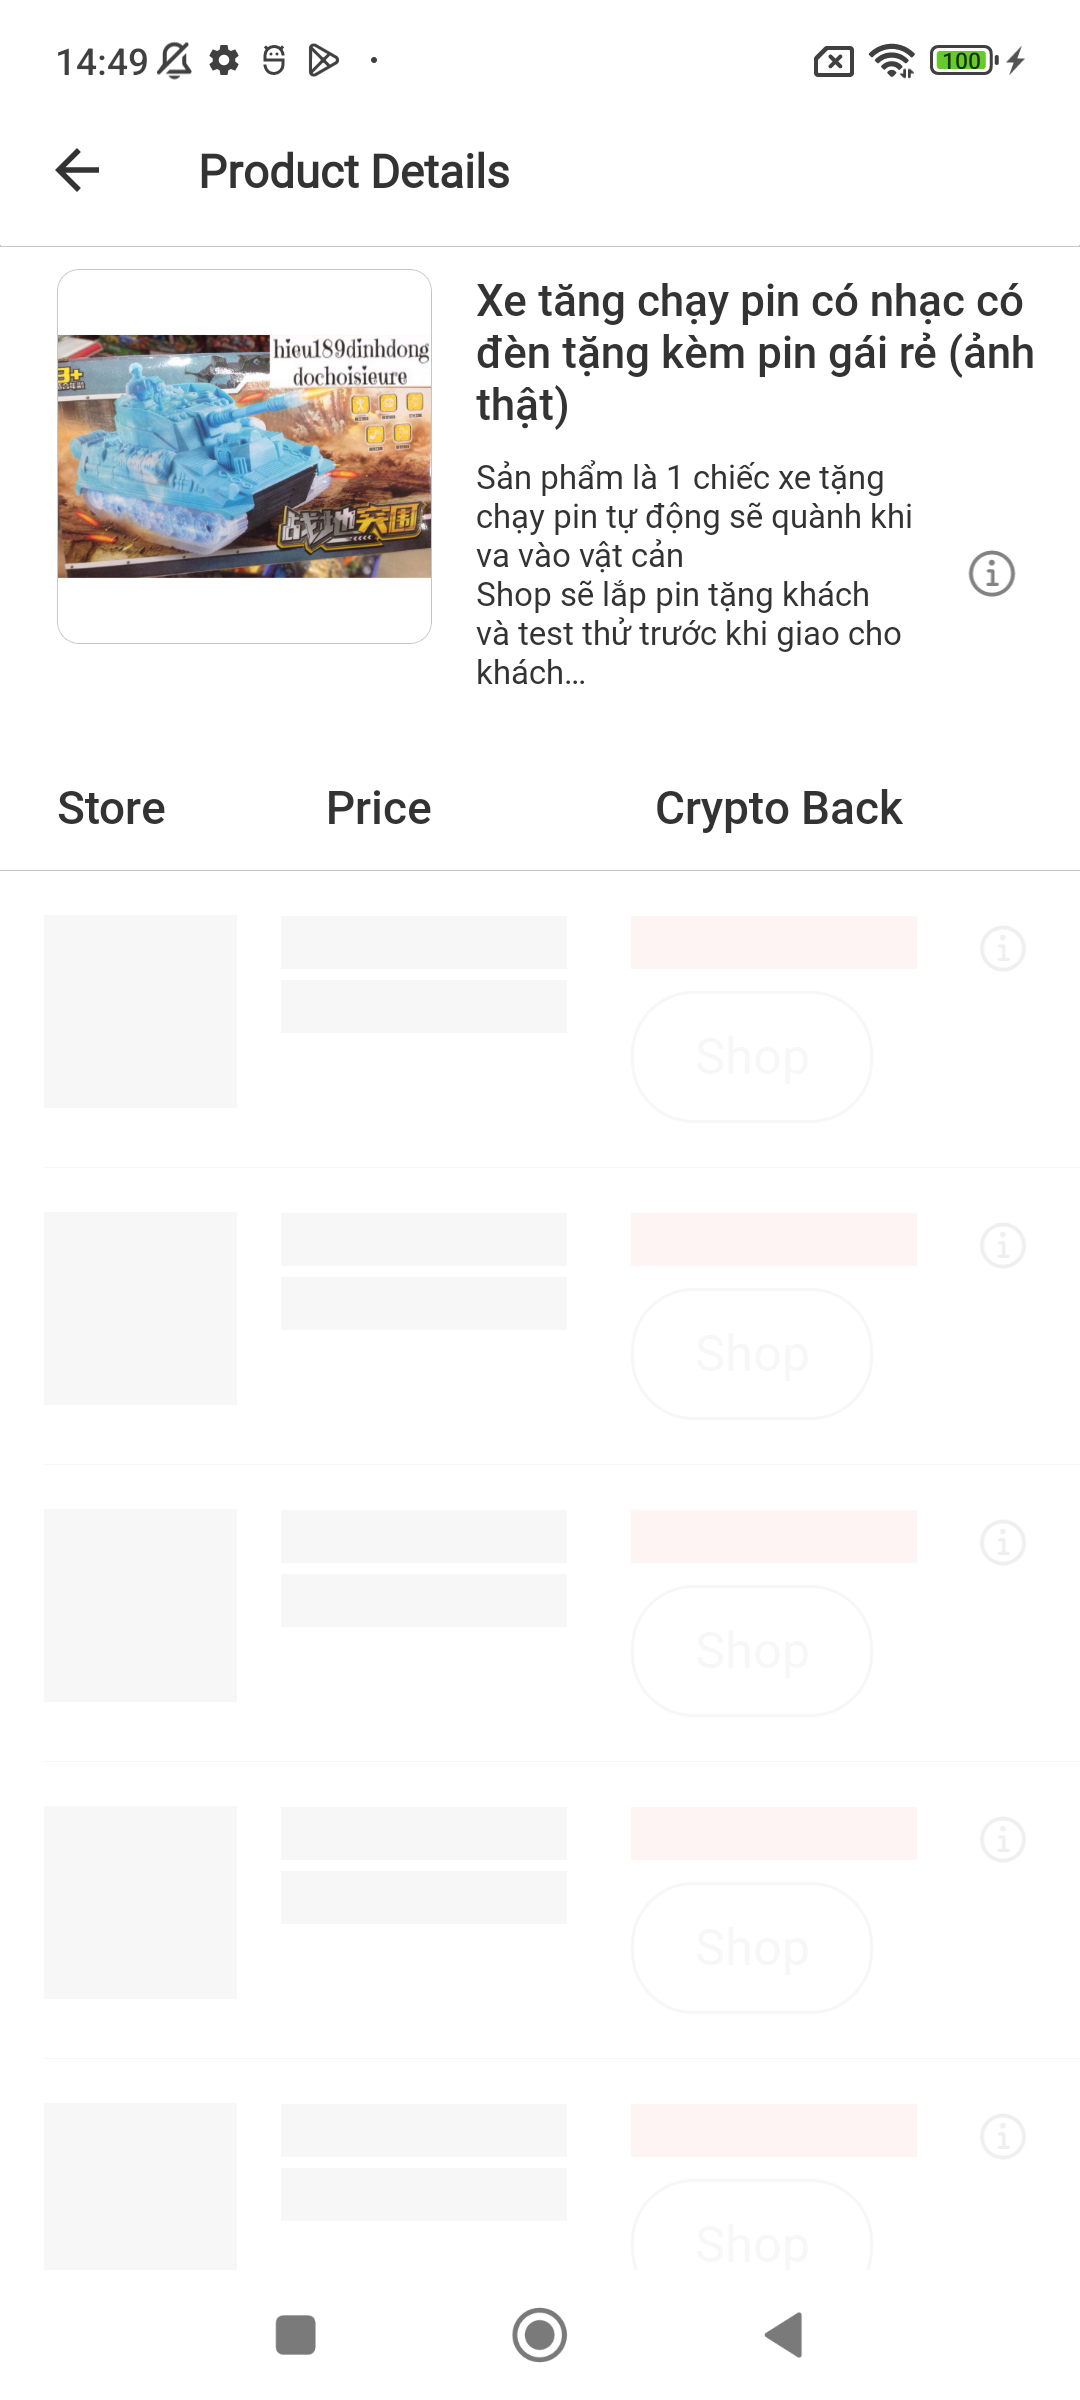 14:49
100
Product Details
hieu189dinhdong
dochoisieure
3+
战地突围
Xe tăng chạy pin có nhạc có
đèn tặng kèm pin gái rẻ (ảnh
thật)
Sản phẩm là 1 chiếc xe tặng
chạy pin tự động sẽ quành khi
va vào vật cản
Shop sẽ lắp pin tặng khách
và test thử trước khi giao cho
khách...
Store Price Crypto Back
Shop
Shop
Shop
Shop
Shop